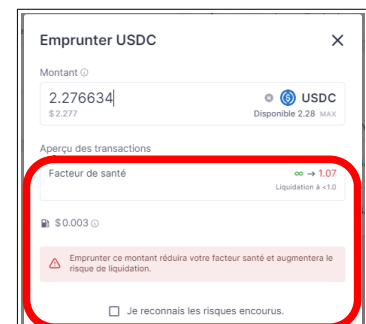 Emprunter USDC
Montant
2.276634 USDC
$2.277 Disponible 2.28 MAX
Aperçu des transactions
Facteur de santé ∞ → 1.07
Liquidation à <1.0
$0.003
Emprunter ce montant réduira votre facteur santé et augmentera le
risque de liquidation.
Je reconnais les risques encourus.